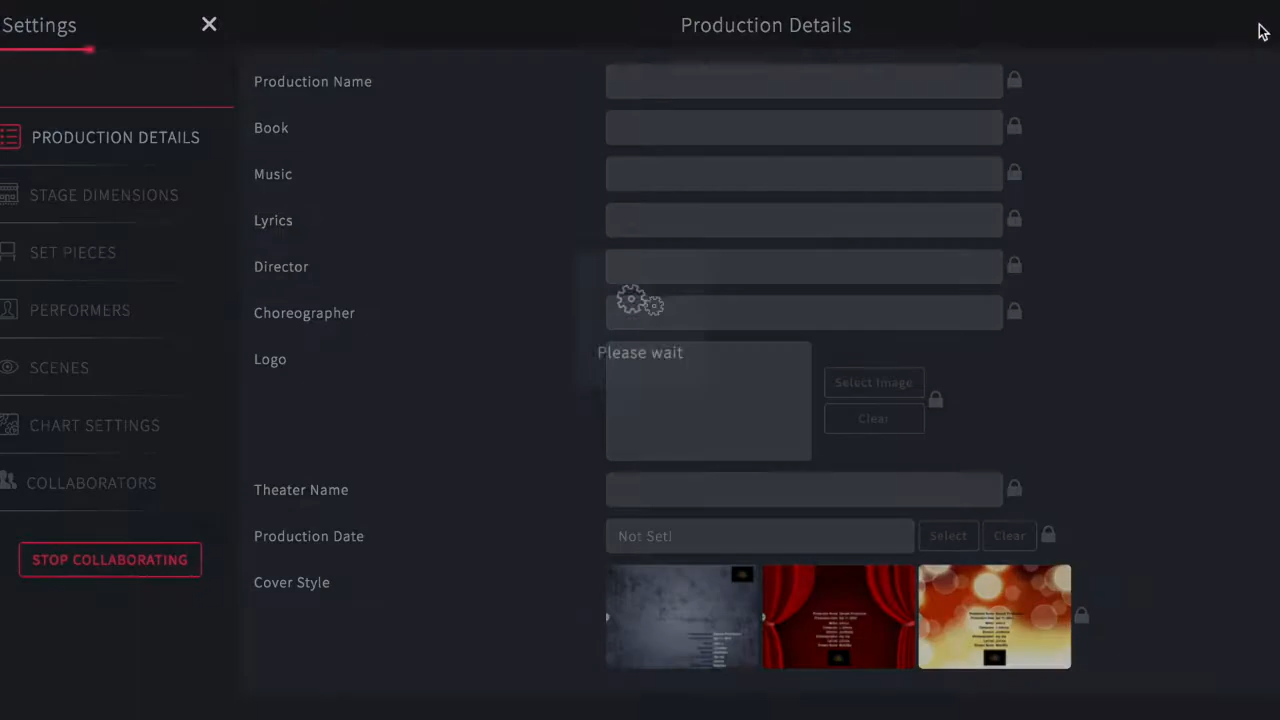 Settings
Production Details
Production Name
Book
PRODUCTION DETAILS
Music
STAGE DIMENSIONS
Lyrics
SET PIECES
Director
PERFORMERS
Choreographer
Please wait
Logo
SCENES
Select Image
Clear
CHART SETTINGS
COLLABORATORS
Theater Name
Production Date
Not Set!
Select
Clear
STOP COLLABORATING
Cover Style